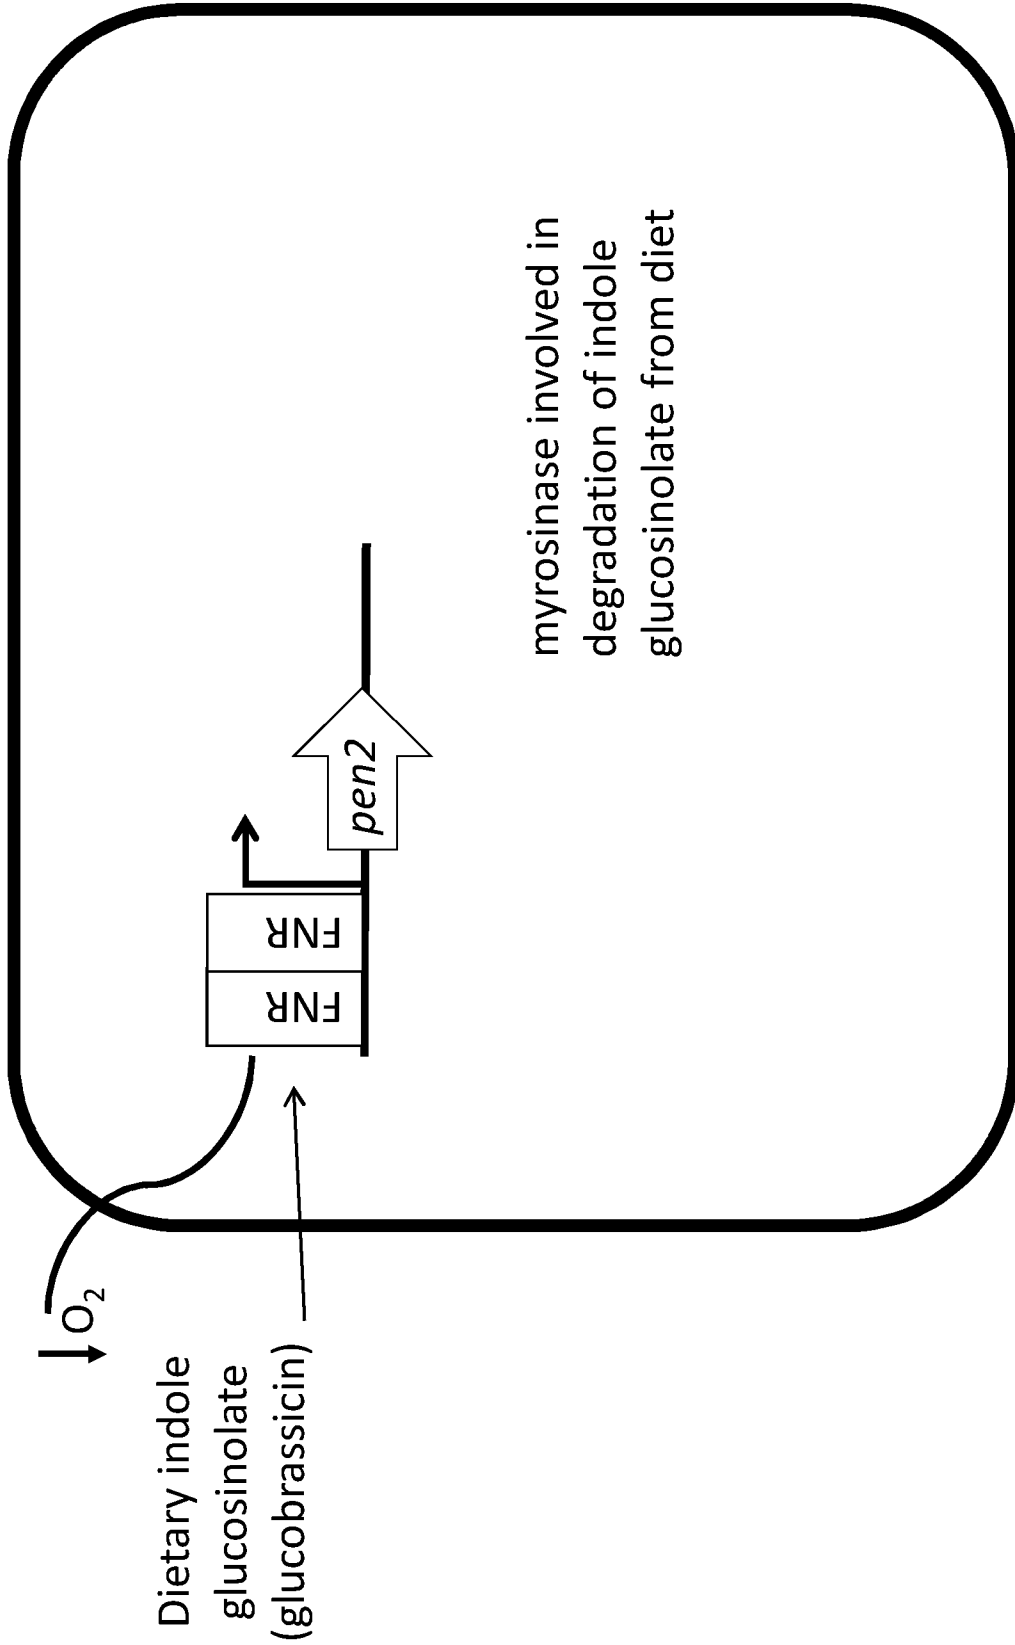 O₂
Dietary indole
glucosinolate
(glucobrassicin)
FNR
FNR
pen2
myrosinase involved in
degradation of indole
glucosinolate from diet